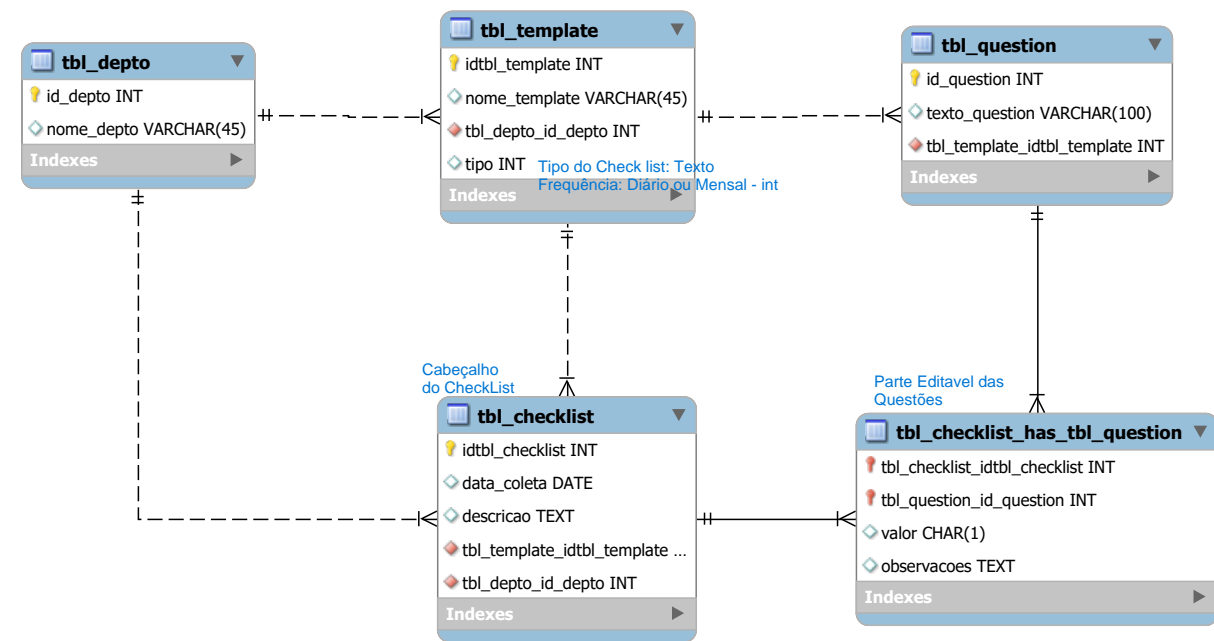 tbl_depto
id_depto INT
nome_depto VARCHAR(45)
Indexes
tbl_template
idtbl_template INT
nome_template VARCHAR(45)
tbl_depto_id_depto INT
tipo INT
Indexes
Tipo do Check list: Texto
Frequência: Diário ou Mensal - int
tbl_question
id_question INT
texto_question VARCHAR(100)
tbl_template_idtbl_template INT
Indexes
Cabeçalho
do CheckList
tbl_checklist
idtbl_checklist INT
data_coleta DATE
descricao TEXT
tbl_template_idtbl_template ...
tbl_depto_id_depto INT
Indexes
Parte Editavel das
Questões
tbl_checklist_has_tbl_question
tbl_checklist_idtbl_checklist INT
tbl_question_id_question INT
valor CHAR(1)
observacoes TEXT
Indexes